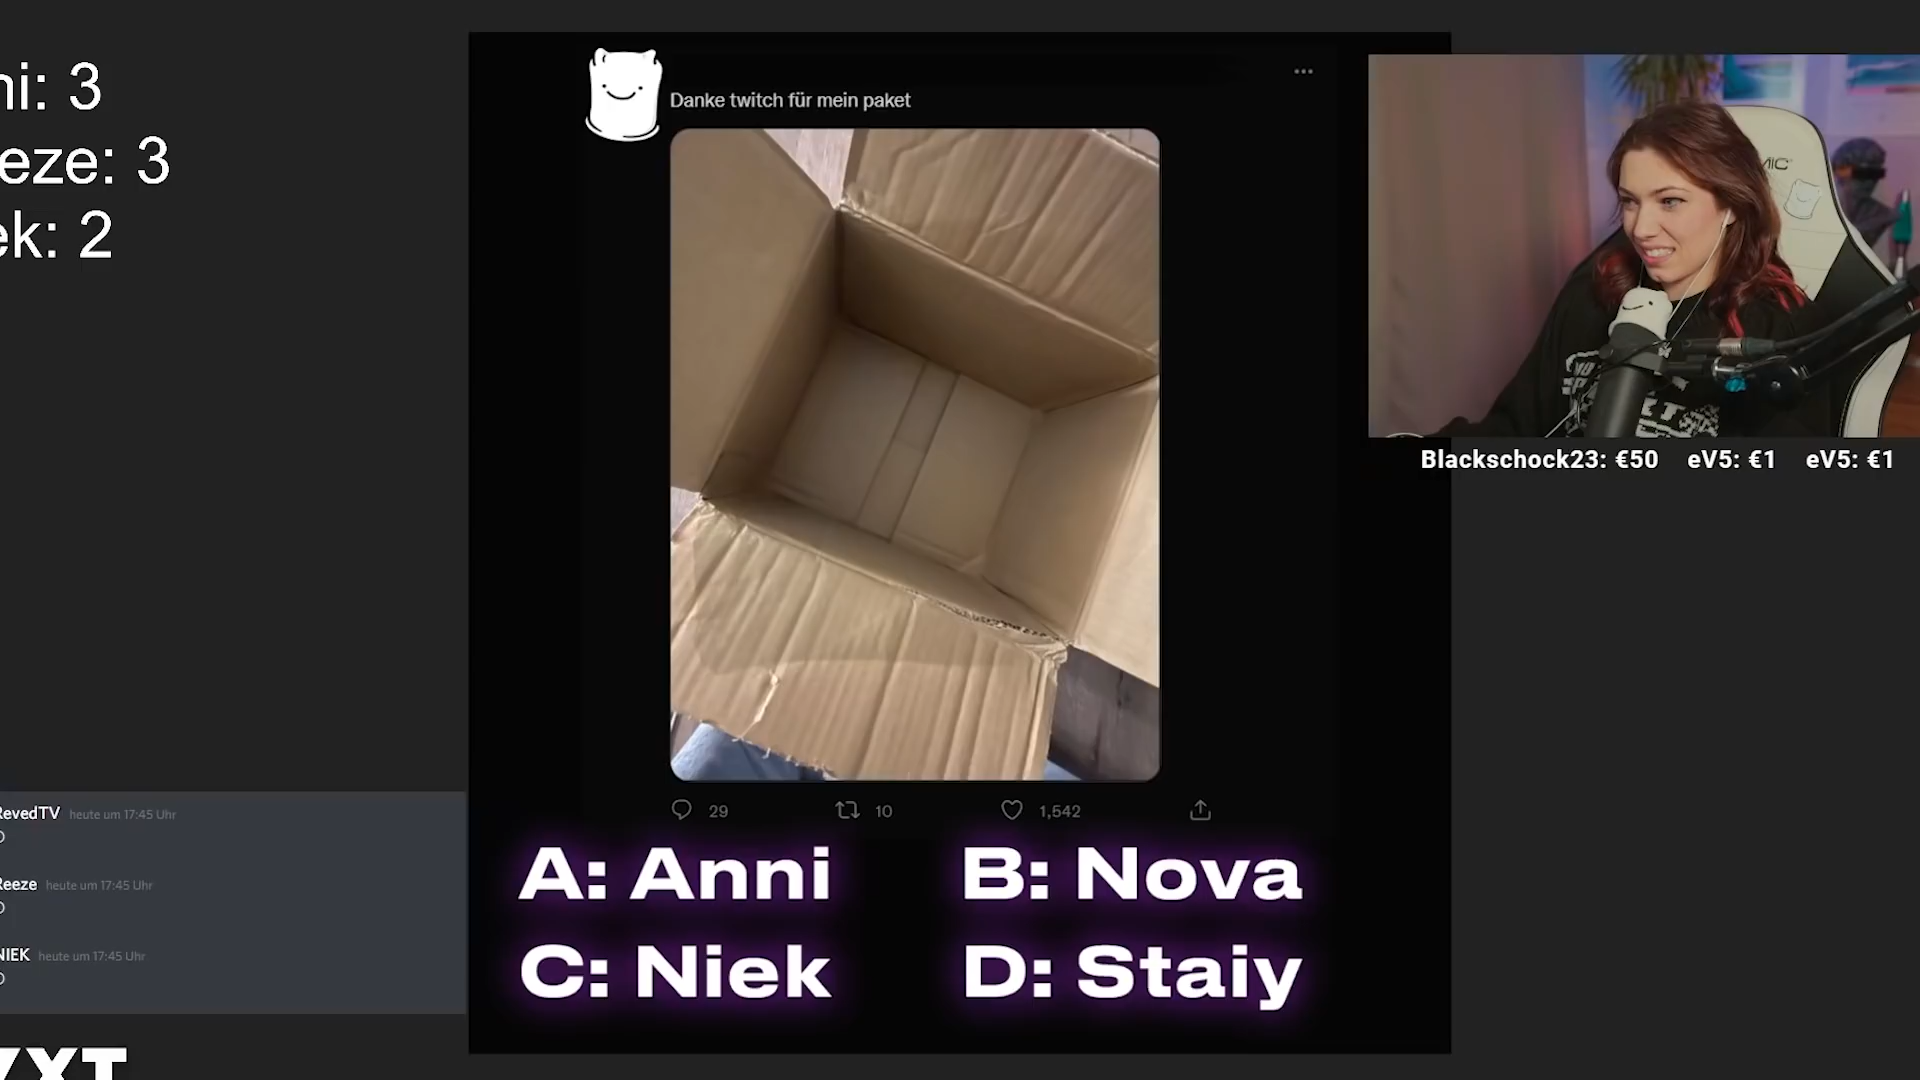 ni: 3
eze: 3
ek: 2
Danke twitch für mein paket
MIC
Blackschock23: €50 eV5: €1 eV5: €1
29 10 1,542
A: Anni B: Nova
C: Niek D: Staiy
RevedTV heute um 17:45 Uhr
D
Reeze heute um 17:45 Uhr
D
NIEK heute um 17:45 Uhr
D
YXT